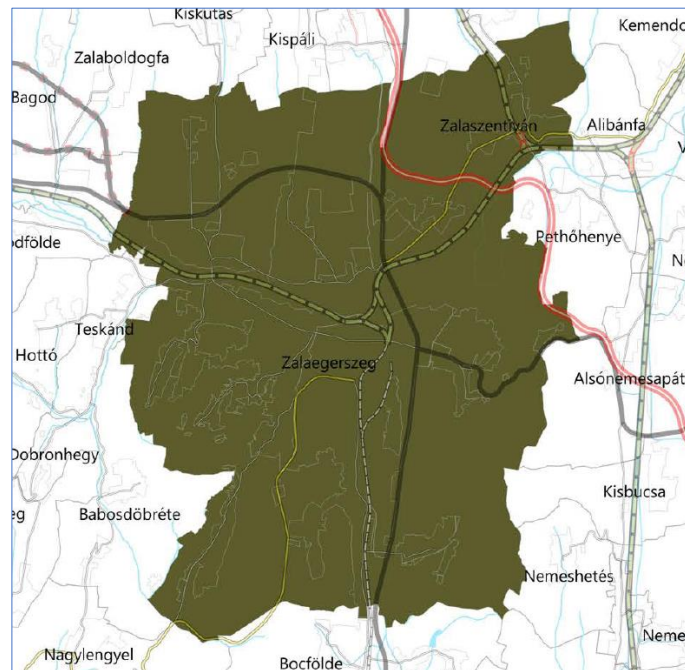 Kiskutas
Kispáli
Kemendo
Zalaboldogfa
Bagod
Zalaszentiván
Alibánfa
V
Pethőhenye
odfölde
Ne
Teskánd
Hottó
Zalaegerszeg
Alsónemesapát
Dobronhegy
Kisbucsa
eg
Babosdöbréte
Nemeshetés
Neme
Nagylengyel
Bocfölde